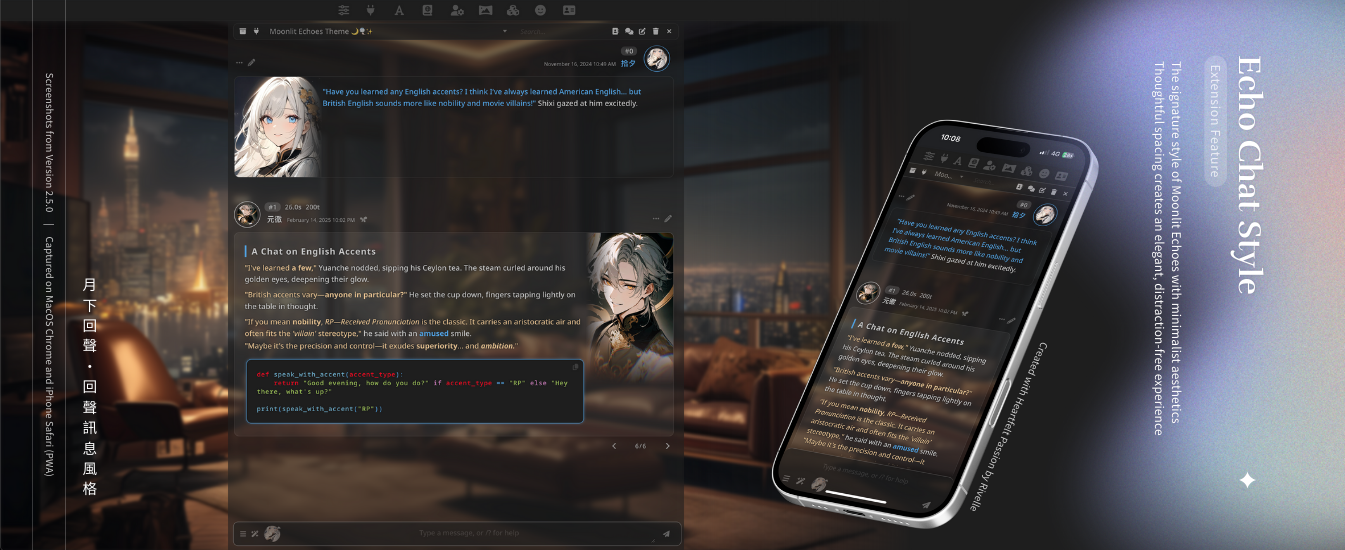 Screenshots from Version 2.5.0 | Captured on MacOS Chrome and iPhone Safari (PWA)
月下回聲・回聲訊息風格
Moonlit Echoes Theme 🌙🎙️✨
Search...
#0
November 16, 2024 10:49 AM 拾夕
"Have you learned any English accents? I think I've always learned American English... but
British English sounds more like nobility and movie villains!" Shixi gazed at him excitedly.
#1 26.0s 200t
元澈 February 14, 2025 10:02 PM
A Chat on English Accents
"I've learned a few," Yuanche nodded, sipping his Ceylon tea. The steam curled around his
golden eyes, deepening their glow.
"British accents vary—anyone in particular?" He set the cup down, fingers tapping lightly on
the table in thought.
"If you mean nobility, RP—Received Pronunciation is the classic. It carries an aristocratic air and
often fits the 'villain' stereotype," he said with an amused smile.
"Maybe it's the precision and control—it exudes superiority... and ambition."
def speak_with_accent(accent_type):
return "Good evening, how do you do?" if accent_type == "RP" else "Hey
there, what's up?"
print(speak_with_accent("RP"))
6/6
Type a message, or /? for help
10:08
4G
Moon...
#0
November 16, 2024 10:49 AM 拾夕
"Have you learned any English accents? I think
I've always learned American English... but
British English sounds more like nobility and
movie villains!" Shixi gazed at him excitedly.
#1 26.0s 200t
元澈 February 14, 2025 10:02 PM
A Chat on English Accents
"I've learned a few," Yuanche nodded, sipping
his Ceylon tea. The steam curled around his
golden eyes, deepening their glow.
"British accents vary—anyone in particular?"
He set the cup down, fingers tapping lightly on
the table in thought.
"If you mean nobility, RP—Received
Pronunciation is the classic. It carries an
aristocratic air and often fits the 'villain'
stereotype," he said with an amused smile.
"Maybe it's the precision and control—it
Type a message, or /? for help
Created with Heartfelt Passion by Rivelle
Echo Chat Style
Extension Feature
The signature style of Moonlit Echoes with minimalist aesthetics
Thoughtful spacing creates an elegant, distraction-free experience